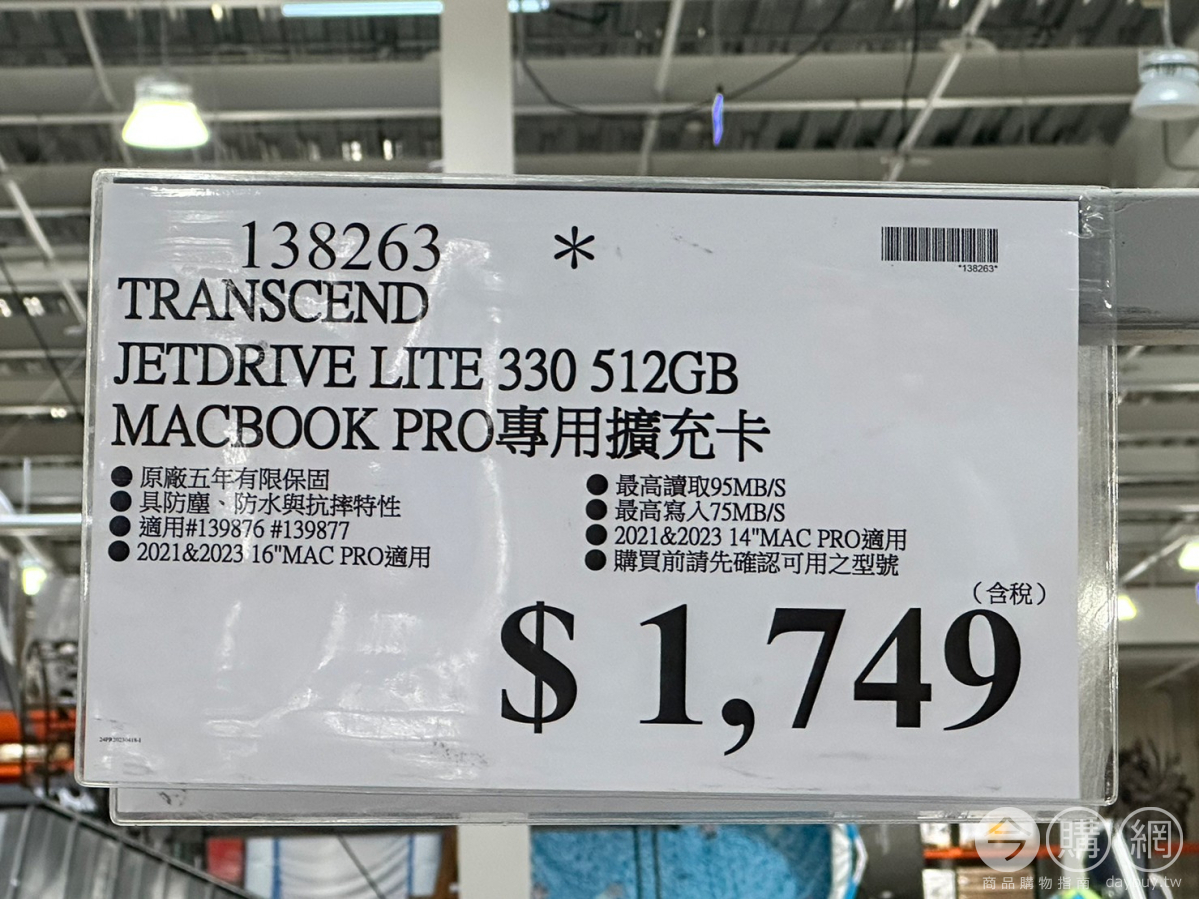 138263 *
*138263*
TRANSCEND
JETDRIVE LITE 330 512GB
MACBOOK PRO專用擴充卡
● 原廠五年有限保固
● 具防塵、防水與抗摔特性
● 適用#139876 #139877
● 2021&2023 16"MAC PRO適用
● 最高讀取95MB/S
● 最高寫入75MB/S
● 2021&2023 14"MAC PRO適用
● 購買前請先確認可用之型號
(含稅)
$ 1,749
今購網
商品購物指南 daybuy.tw